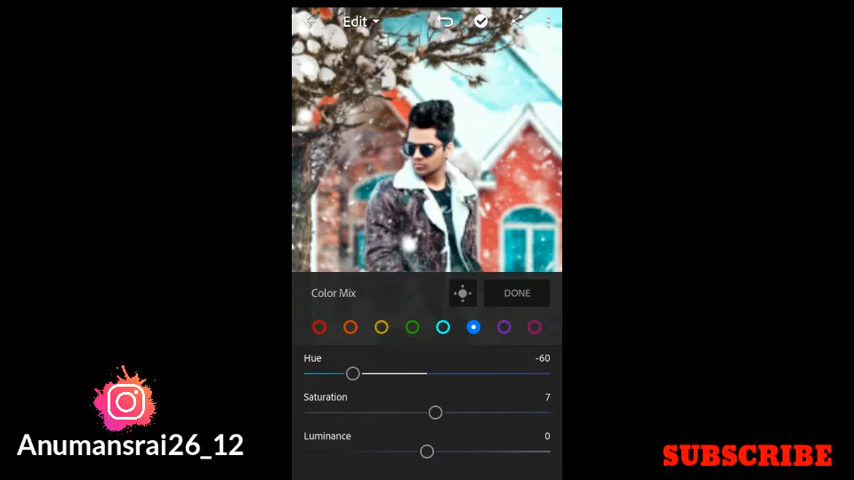 Edit
Color Mix
DONE
Hue -60
Saturation 7
Luminance 0
Anumansrai26_12
SUBSCRIBE